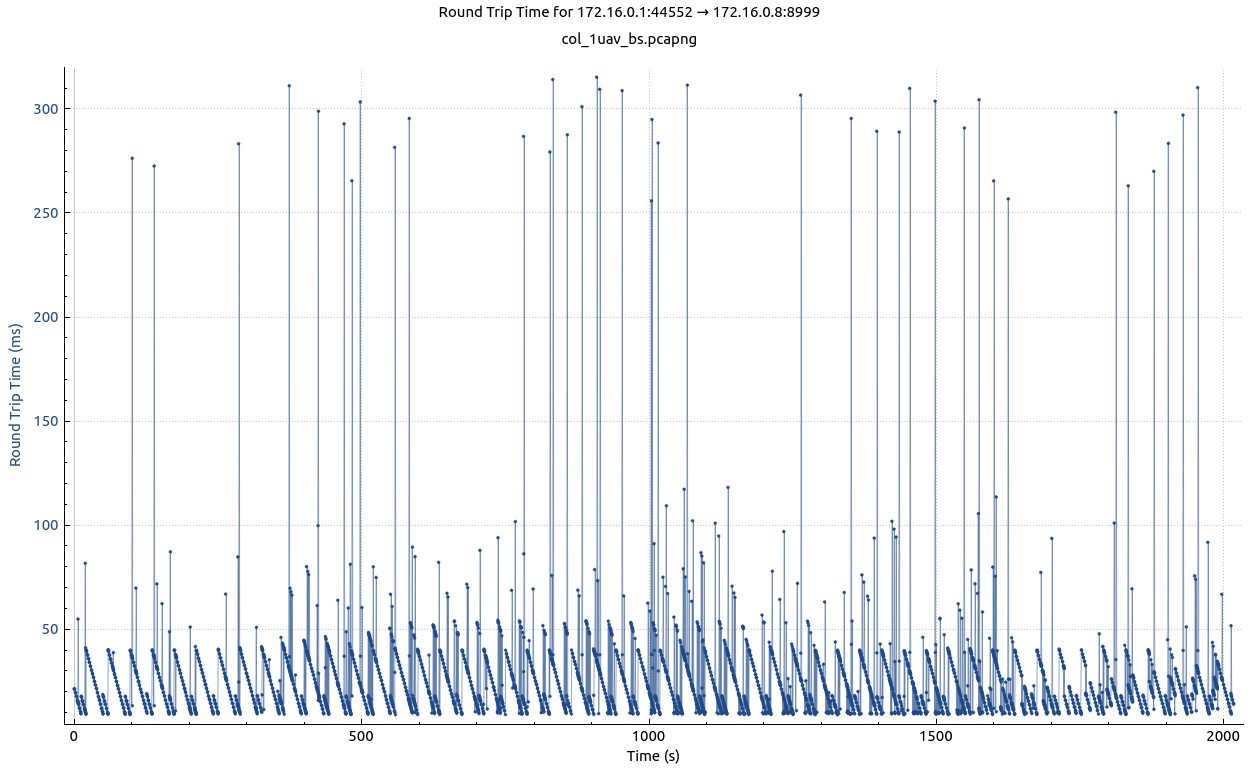 Round Trip Time for 172.16.0.1:44552 → 172.16.0.8:8999
col_1uav_bs.pcapng
300
250
200
150
100
50
Round Trip Time (ms)
0
500
1000
1500
2000
Time (s)